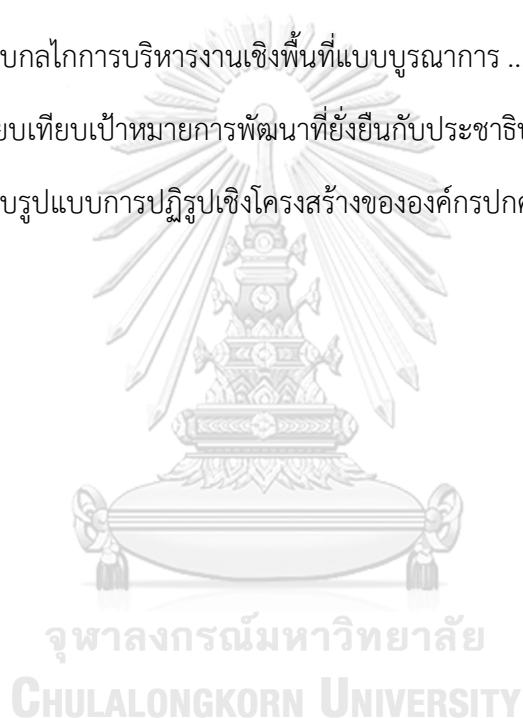 บกลไกการบริหารงานเชิงพื้นที่แบบบูรณาการ ..
ยบเทียบเป้าหมายการพัฒนาที่ยั่งยืนกับประชาธิป
บรูปแบบการปฏิรูปเชิงโครงสร้างขององค์กรปกค
จุฬาลงกรณ์มหาวิทยาลัย
CHULALONGKORN UNIVERSITY